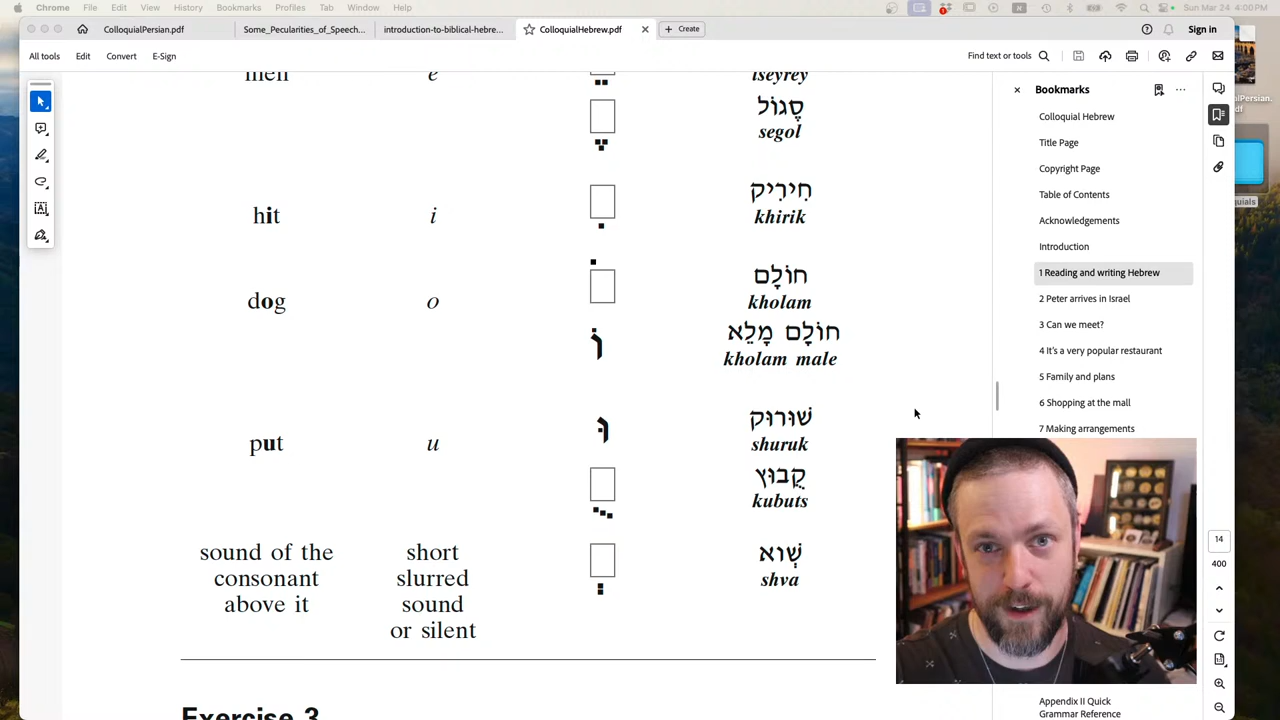 Chrome File Edit View History Bookmarks Profiles Tab Window Help
Sun Mar 24 4:00 PM
ColloquialPersian.pdf
Some_Pecularities_of_Speech...
introduction-to-biblical-hebre...
ColloquialHebrew.pdf
Create
Sign in
All tools Edit Convert E-Sign
Find text or tools
men e tseyrey
סֶגוֹל
segol
חִירִיק
hit i khirik
חוֹלָם
dog o kholam
חוֹלָם מָלֵא
kholam male
שׁוּרוּק
put u shuruk
קֻבּוּץ
kubuts
שְׁוא
sound of the short shva
consonant slurred
above it sound
or silent
Exercise 3
Bookmarks
Colloquial Hebrew
Title Page
Copyright Page
Table of Contents
Acknowledgements
Introduction
1 Reading and writing Hebrew
2 Peter arrives in Israel
3 Can we meet?
4 It's a very popular restaurant
5 Family and plans
6 Shopping at the mall
7 Making arrangements
Appendix II Quick
Grammar Reference
14
400